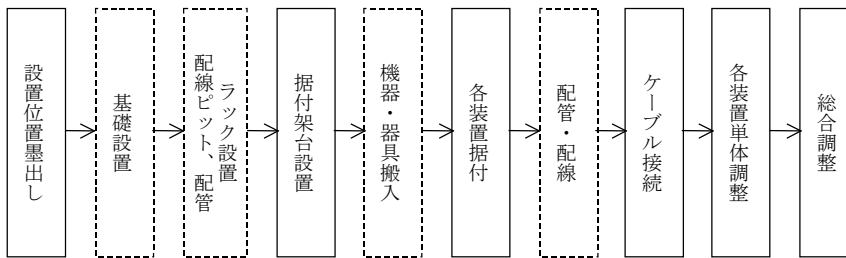 設置位置墨出し
基礎設置
配線ピット、配管
ラック設置
据付架台設置
機器・器具搬入
各装置据付
配管・配線
ケーブル接続
各装置単体調整
総合調整